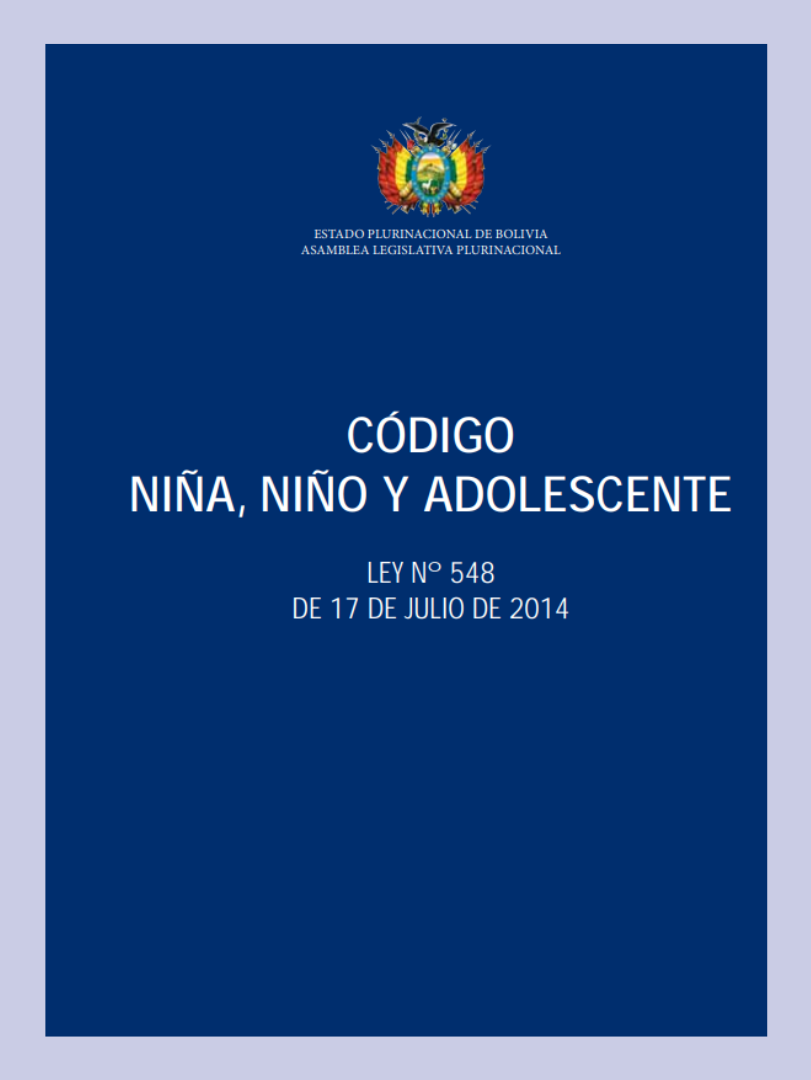 ESTADO PLURINACIONAL DE BOLIVIA
ASAMBLEA LEGISLATIVA PLURINACIONAL
CÓDIGO
NIÑA, NIÑO Y ADOLESCENTE
LEY Nº 548
DE 17 DE JULIO DE 2014